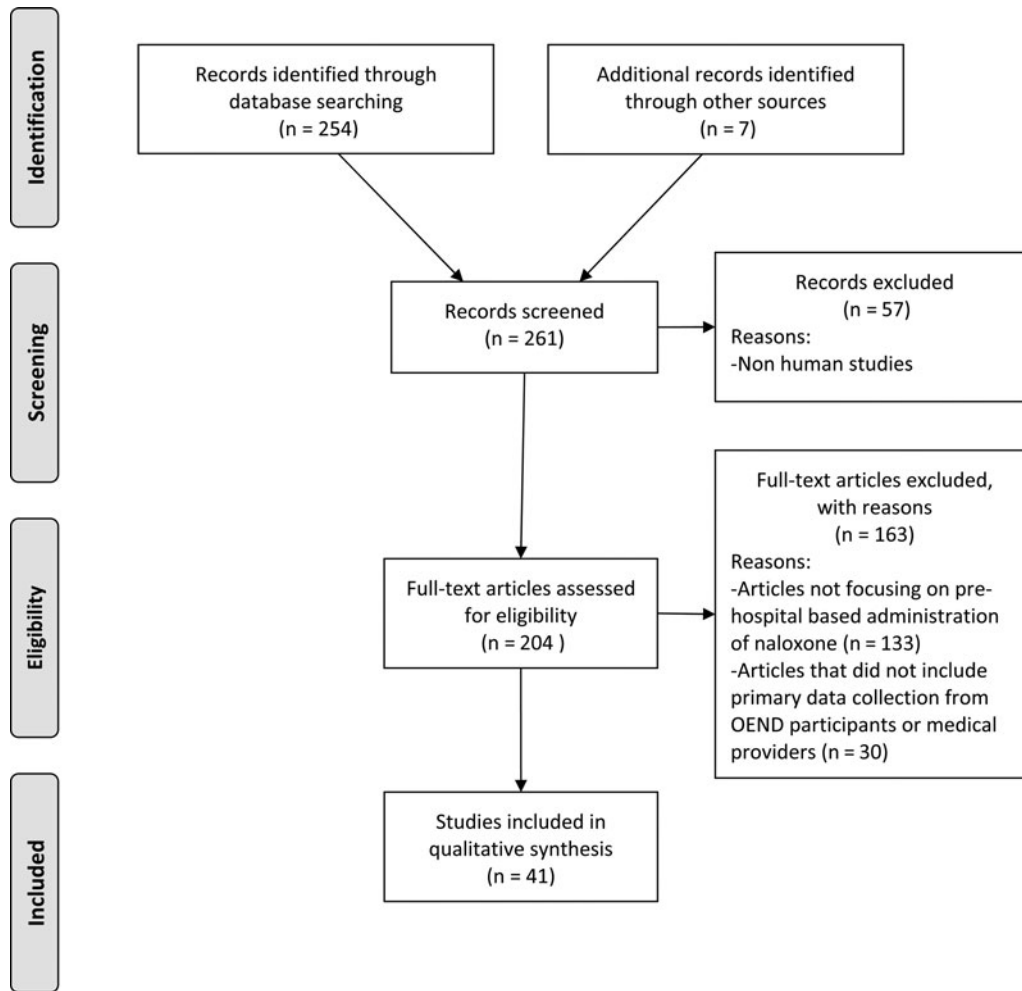 Identification
Records identified through
database searching
(n = 254)
Additional records identified
through other sources
(n = 7)
Screening
Records screened
(n = 261)
Records excluded
(n = 57)
Reasons:
-Non human studies
Eligibility
Full-text articles assessed
for eligibility
(n = 204 )
Full-text articles excluded,
with reasons
(n = 163)
Reasons:
-Articles not focusing on pre-
hospital based administration
of naloxone (n = 133)
-Articles that did not include
primary data collection from
OEND participants or medical
providers (n = 30)
Included
Studies included in
qualitative synthesis
(n = 41)